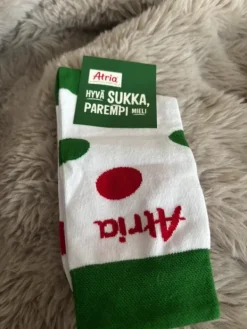 Atria
HYVÄ SUKKA,
PAREMPI MIELI
Atria